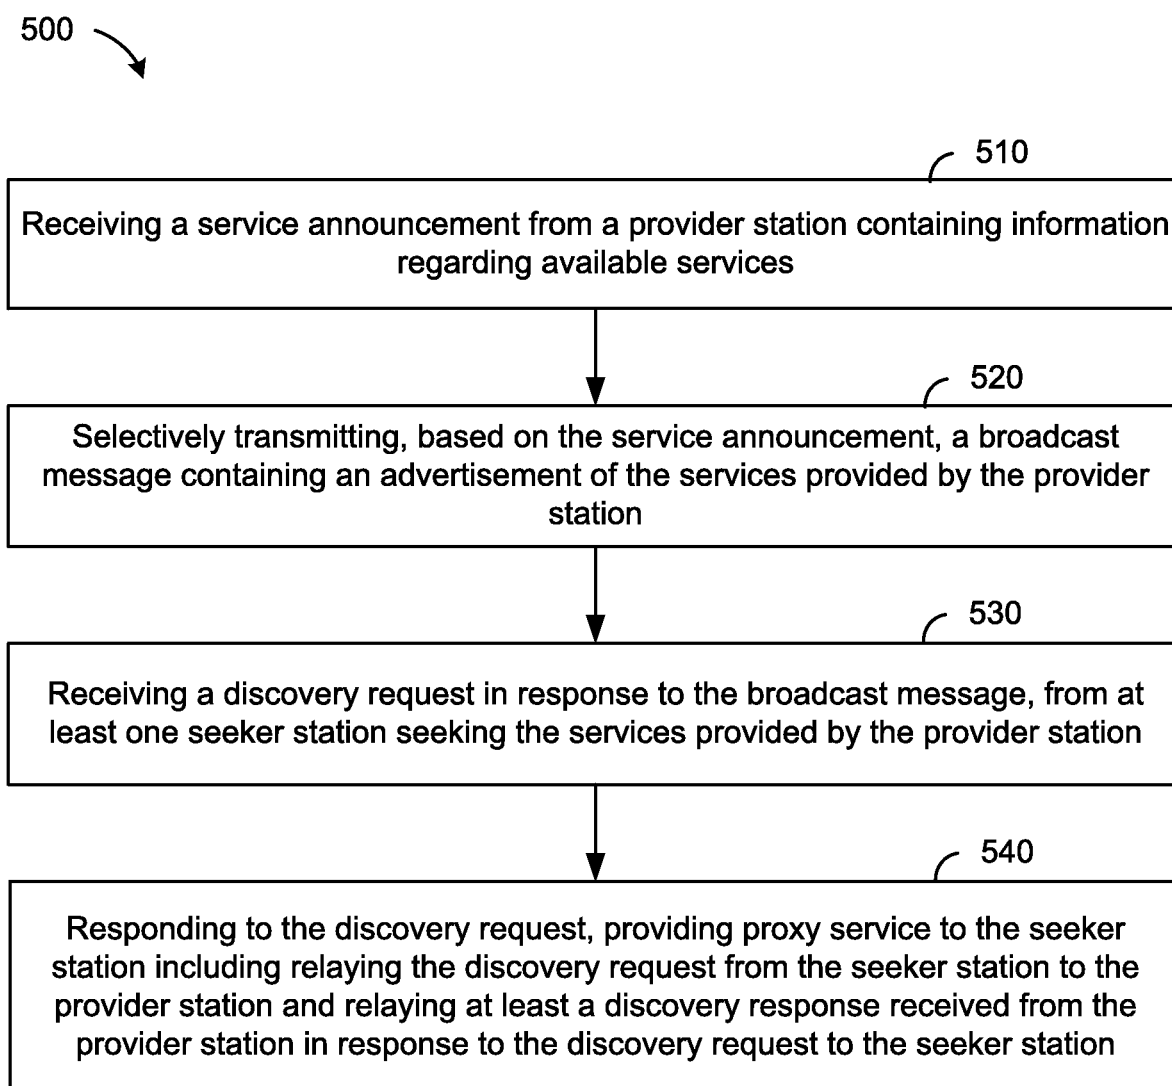 500
510
Receiving a service announcement from a provider station containing information
regarding available services
520
Selectively transmitting, based on the service announcement, a broadcast
message containing an advertisement of the services provided by the provider
station
530
Receiving a discovery request in response to the broadcast message, from at
least one seeker station seeking the services provided by the provider station
540
Responding to the discovery request, providing proxy service to the seeker
station including relaying the discovery request from the seeker station to the
provider station and relaying at least a discovery response received from the
provider station in response to the discovery request to the seeker station